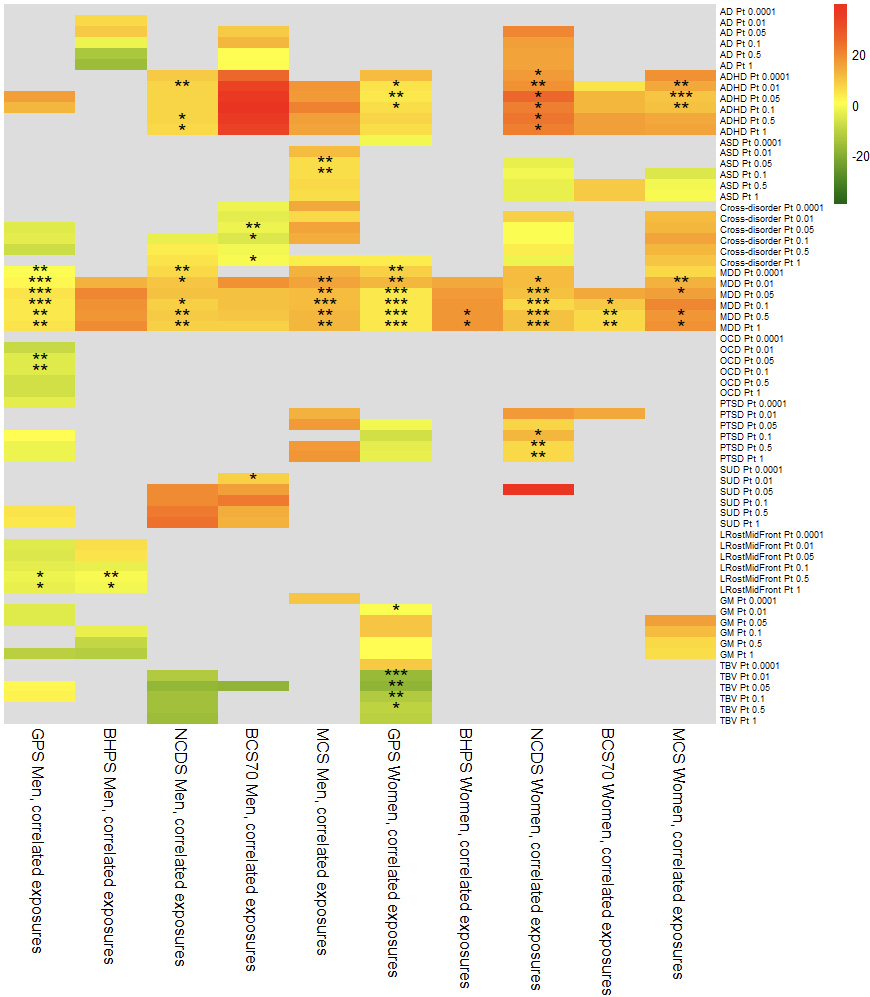 AD Pt 0.0001
AD Pt 0.01
AD Pt 0.05
AD Pt 0.1
AD Pt 0.5
AD Pt 1
ADHD Pt 0.0001
ADHD Pt 0.01
ADHD Pt 0.05
ADHD Pt 0.1
ADHD Pt 0.5
ADHD Pt 1
ASD Pt 0.0001
ASD Pt 0.01
ASD Pt 0.05
ASD Pt 0.1
ASD Pt 0.5
ASD Pt 1
Cross-disorder Pt 0.0001
Cross-disorder Pt 0.01
Cross-disorder Pt 0.05
Cross-disorder Pt 0.1
Cross-disorder Pt 0.5
Cross-disorder Pt 1
MDD Pt 0.0001
MDD Pt 0.01
MDD Pt 0.05
MDD Pt 0.1
MDD Pt 0.5
MDD Pt 1
OCD Pt 0.0001
OCD Pt 0.01
OCD Pt 0.05
OCD Pt 0.1
OCD Pt 0.5
OCD Pt 1
PTSD Pt 0.0001
PTSD Pt 0.01
PTSD Pt 0.05
PTSD Pt 0.1
PTSD Pt 0.5
PTSD Pt 1
SUD Pt 0.0001
SUD Pt 0.01
SUD Pt 0.05
SUD Pt 0.1
SUD Pt 0.5
SUD Pt 1
LRostMidFront Pt 0.0001
LRostMidFront Pt 0.01
LRostMidFront Pt 0.05
LRostMidFront Pt 0.1
LRostMidFront Pt 0.5
LRostMidFront Pt 1
GM Pt 0.0001
GM Pt 0.01
GM Pt 0.05
GM Pt 0.1
GM Pt 0.5
GM Pt 1
TBV Pt 0.0001
TBV Pt 0.01
TBV Pt 0.05
TBV Pt 0.1
TBV Pt 0.5
TBV Pt 1
20
0
-20
GPS Men, correlated exposures
BHPS Men, correlated exposures
NCDS Men, correlated exposures
BCS70 Men, correlated exposures
MCS Men, correlated exposures
GPS Women, correlated exposures
BHPS Women, correlated exposures
NCDS Women, correlated exposures
BCS70 Women, correlated exposures
MCS Women, correlated exposures